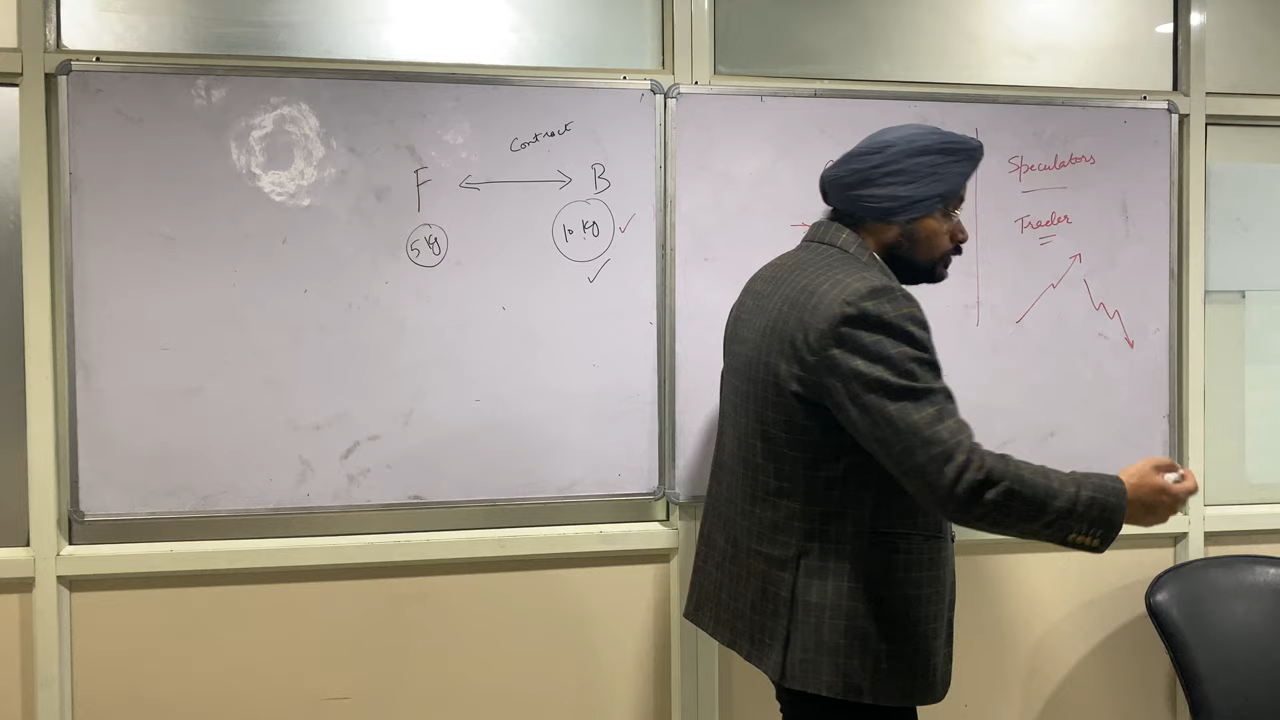 Contract
F ⟷ B
5 Kg
10 Kg ✓
✓
Speculators
Trader